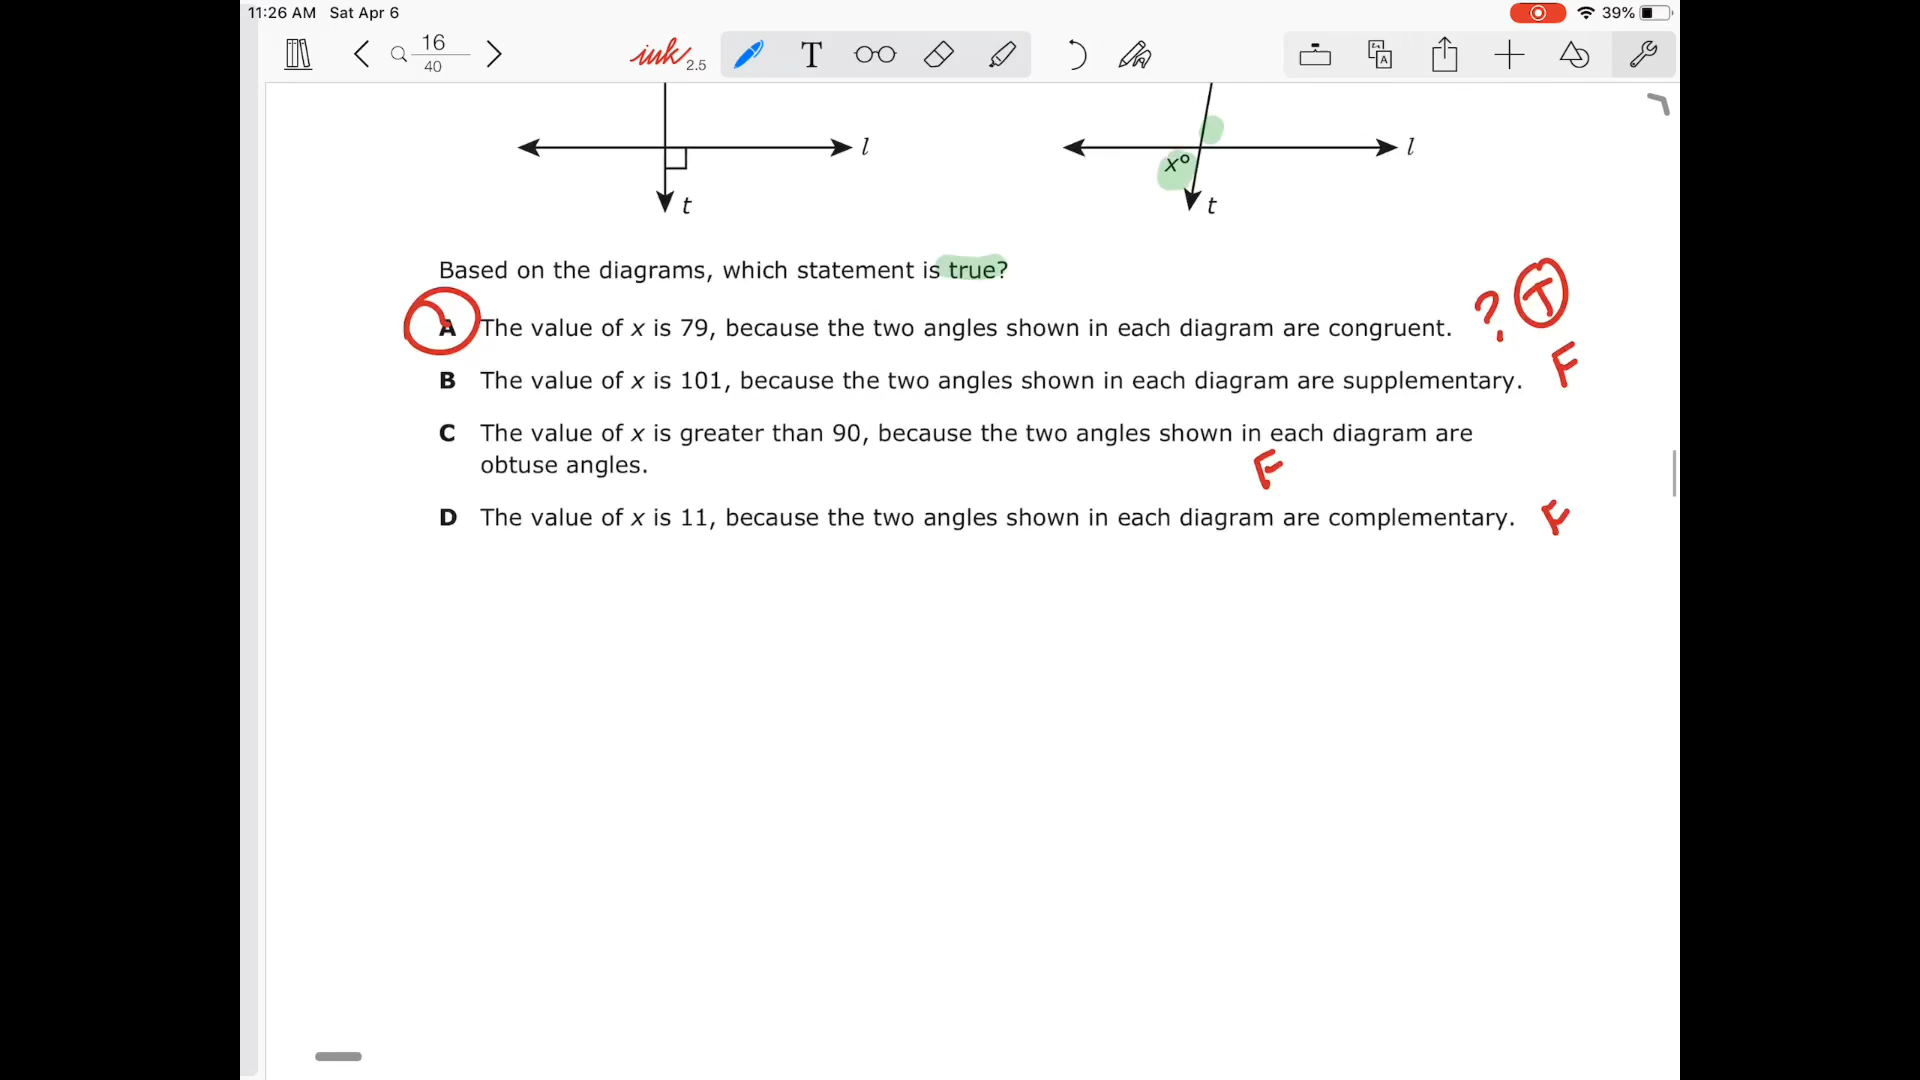 11:26 AM Sat Apr 6
39%
16
40
ink 2.5
T
A
l
t
l
x°
t
Based on the diagrams, which statement is true?
A The value of x is 79, because the two angles shown in each diagram are congruent. ? T
B The value of x is 101, because the two angles shown in each diagram are supplementary. F
C The value of x is greater than 90, because the two angles shown in each diagram are
obtuse angles. F
D The value of x is 11, because the two angles shown in each diagram are complementary. F